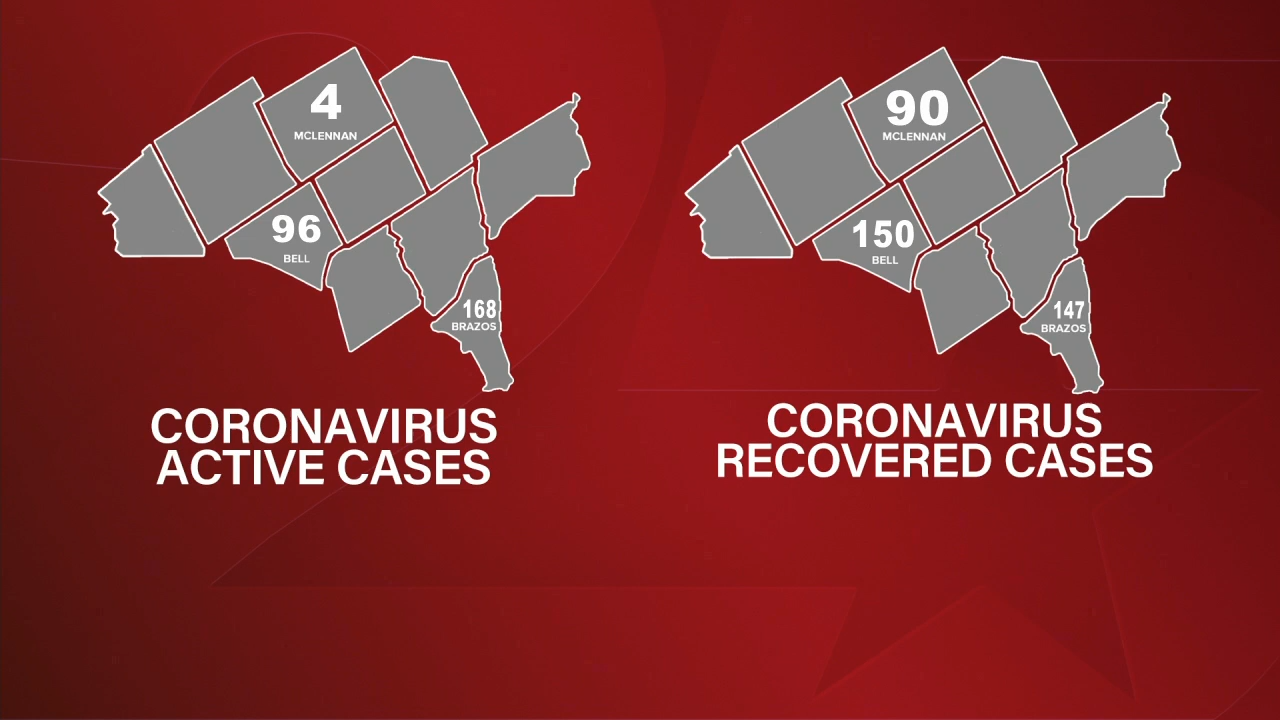 4
MCLENNAN
96
BELL
168
BRAZOS
CORONAVIRUS
ACTIVE CASES
90
MCLENNAN
150
BELL
147
BRAZOS
CORONAVIRUS
RECOVERED CASES